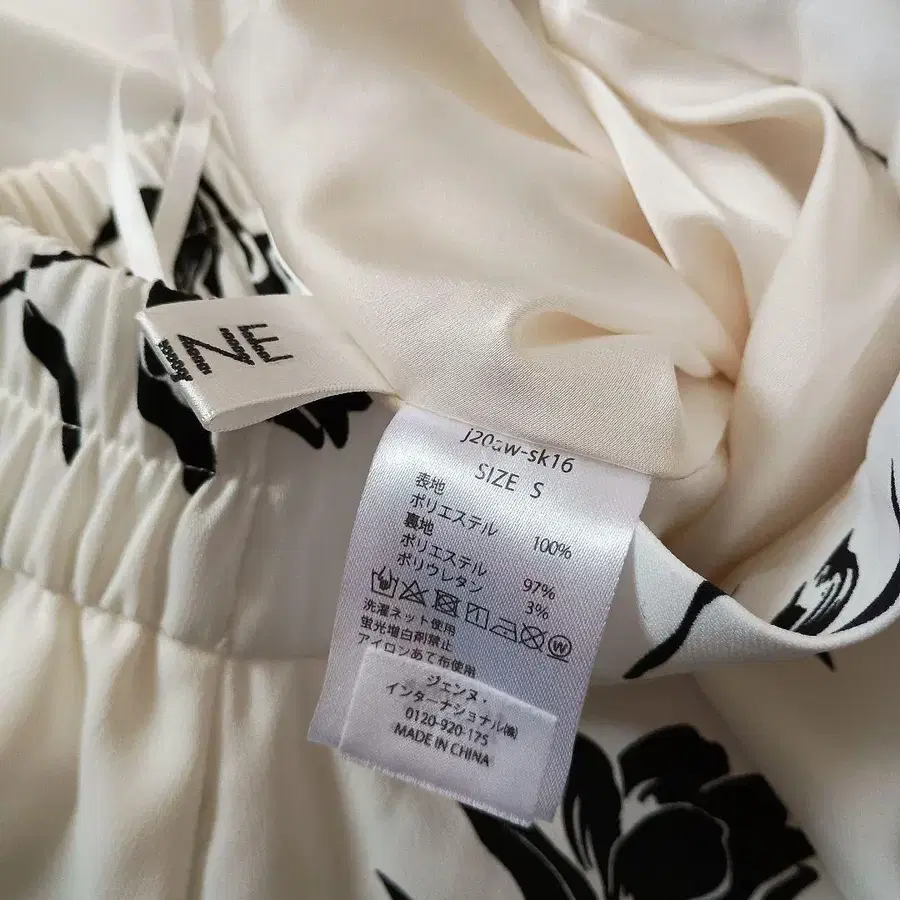 INE
j20aw-sk16
SIZE S
表地
ポリエステル 100%
裏地
ポリエステル 97%
ポリウレタン 3%
W
洗濯ネット使用
蛍光増白剤禁止
アイロンあて布使用
ジェンヌ・
インターナショナル㈱
0120-920-175
MADE IN CHINA